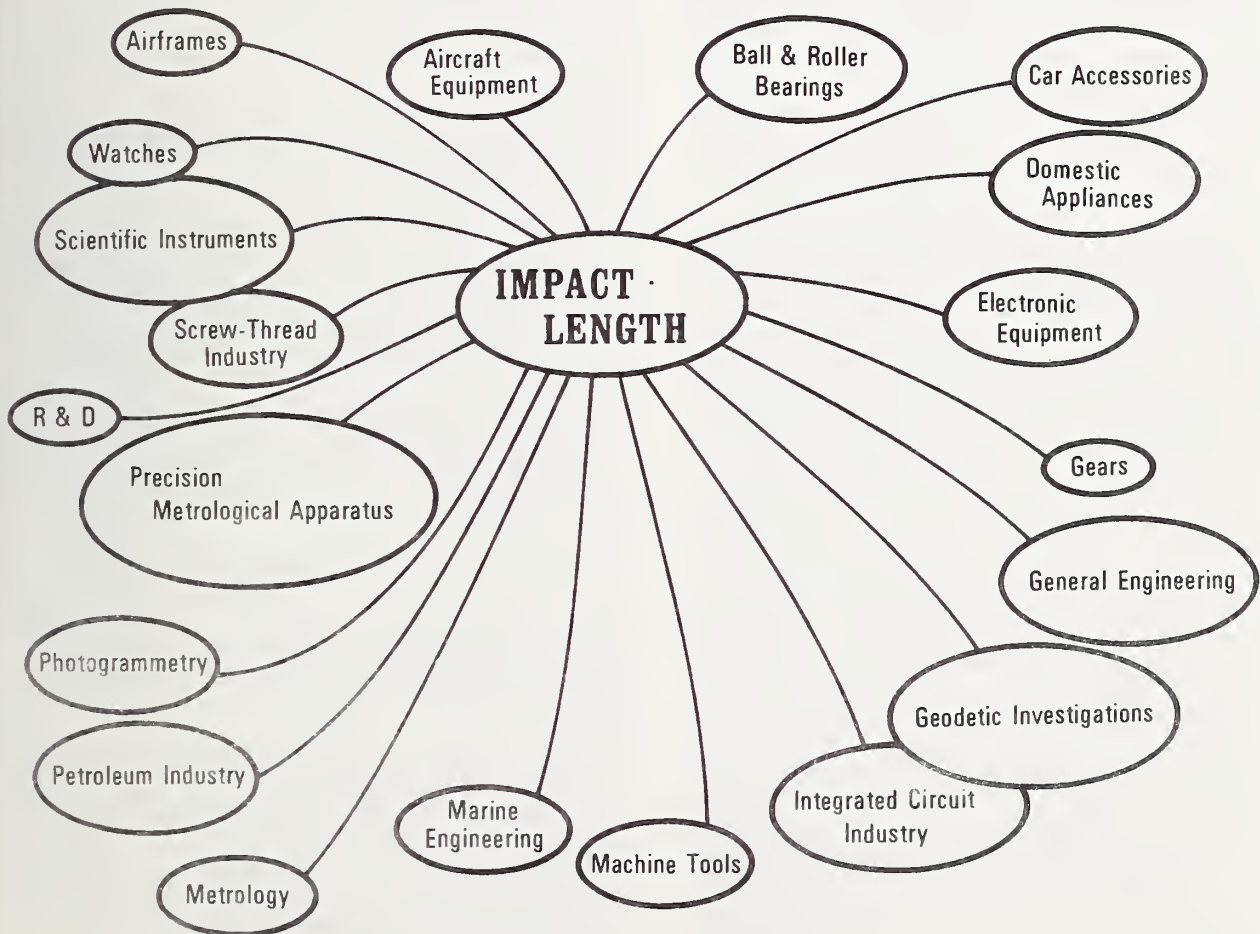 Airframes
Aircraft
Equipment
Ball & Roller
Bearings
Car Accessories
Watches
Domestic
Appliances
Scientific Instruments
IMPACT
LENGTH
Electronic
Equipment
Screw-Thread
Industry
R & D
Gears
Precision
Metrological Apparatus
General Engineering
Photogrammetry
Geodetic Investigations
Petroleum Industry
Integrated Circuit
Industry
Marine
Engineering
Machine Tools
Metrology